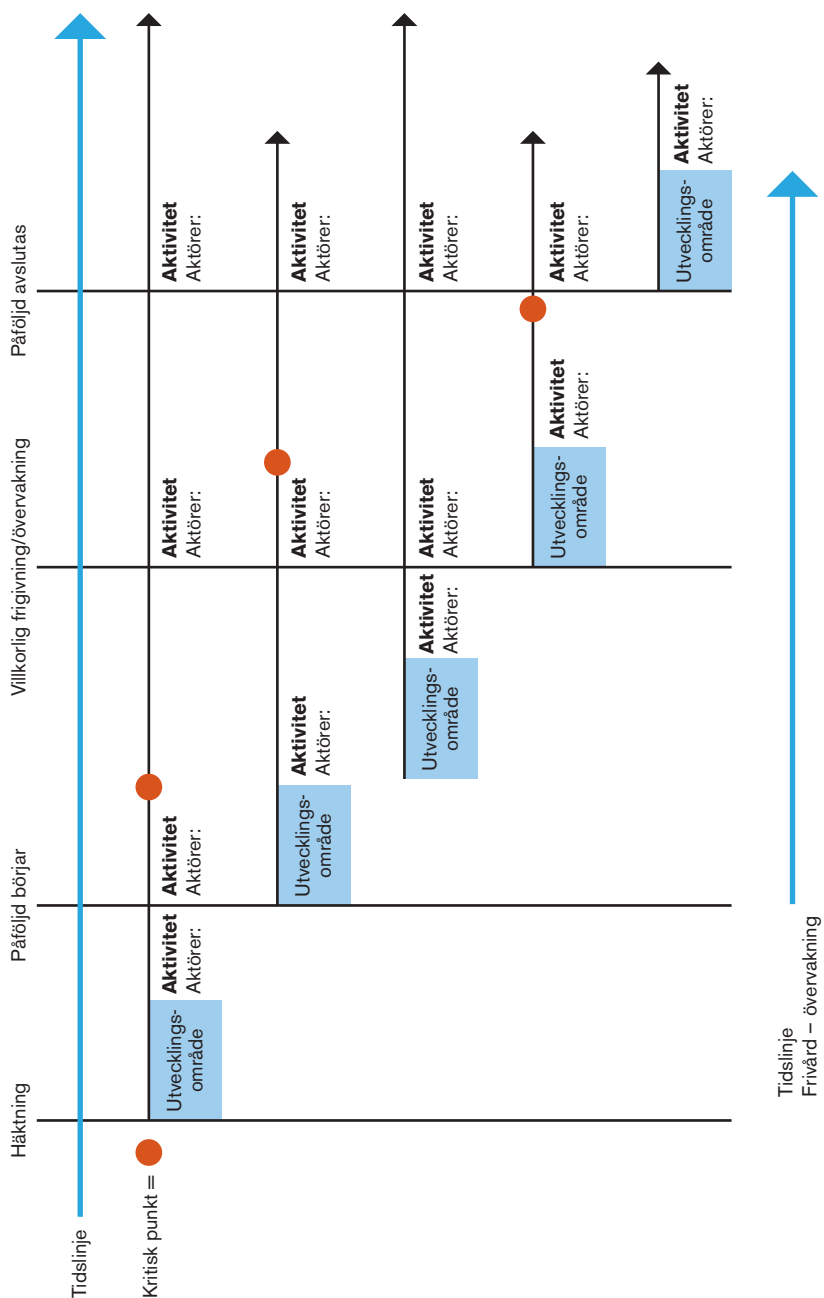 Häktning
Påföljd börjar
Villkorlig frigivning/övervakning
Påföljd avslutas
Tidslinje
Kritisk punkt =
Utvecklings-
område
Aktivitet
Aktörer:
Aktivitet
Aktörer:
Aktivitet
Aktörer:
Aktivitet
Aktörer:
Utvecklings-
område
Aktivitet
Aktörer:
Aktivitet
Aktörer:
Aktivitet
Aktörer:
Utvecklings-
område
Aktivitet
Aktörer:
Aktivitet
Aktörer:
Aktivitet
Aktörer:
Utvecklings-
område
Aktivitet
Aktörer:
Aktivitet
Aktörer:
Utvecklings-
område
Aktivitet
Aktörer:
Tidslinje
Frivård – övervakning